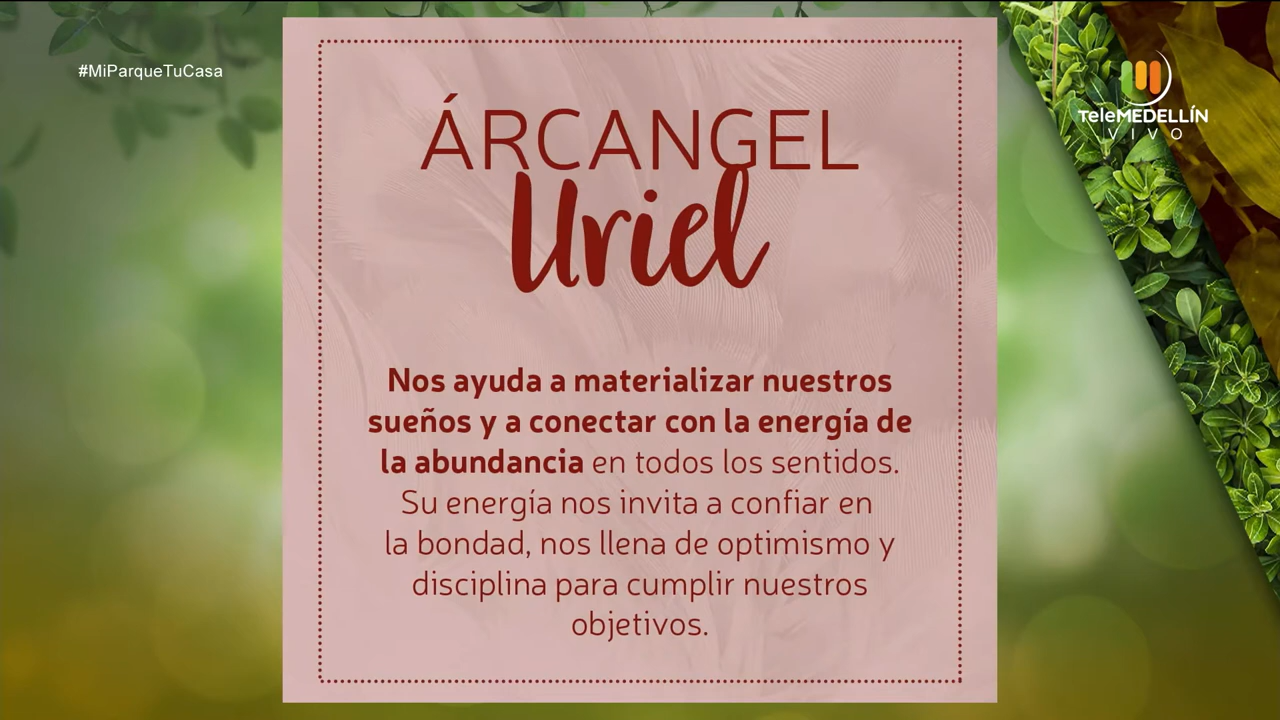 #MiParqueTuCasa
TeleMEDELLÍN
VIVO
ÁRCANGEL
Uriel
Nos ayuda a materializar nuestros
sueños y a conectar con la energía de
la abundancia en todos los sentidos.
Su energía nos invita a confiar en
la bondad, nos llena de optimismo y
disciplina para cumplir nuestros
objetivos.